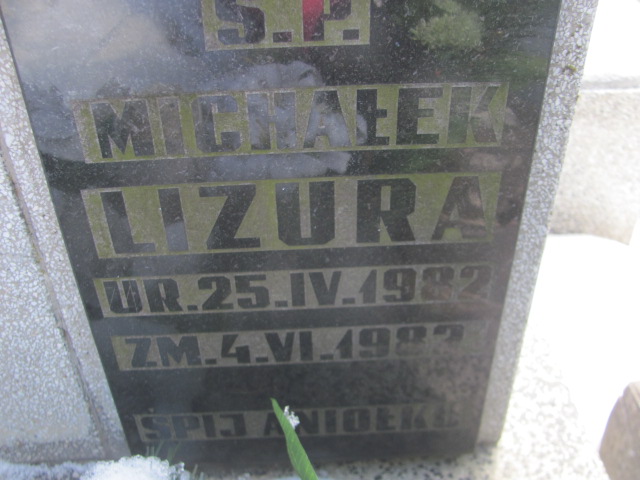 Ś.P.
MICHAŁEK
LIZURA
UR.25.IV.1982
ZM.4.VI.1982
ŚPIJ ANIOŁKU